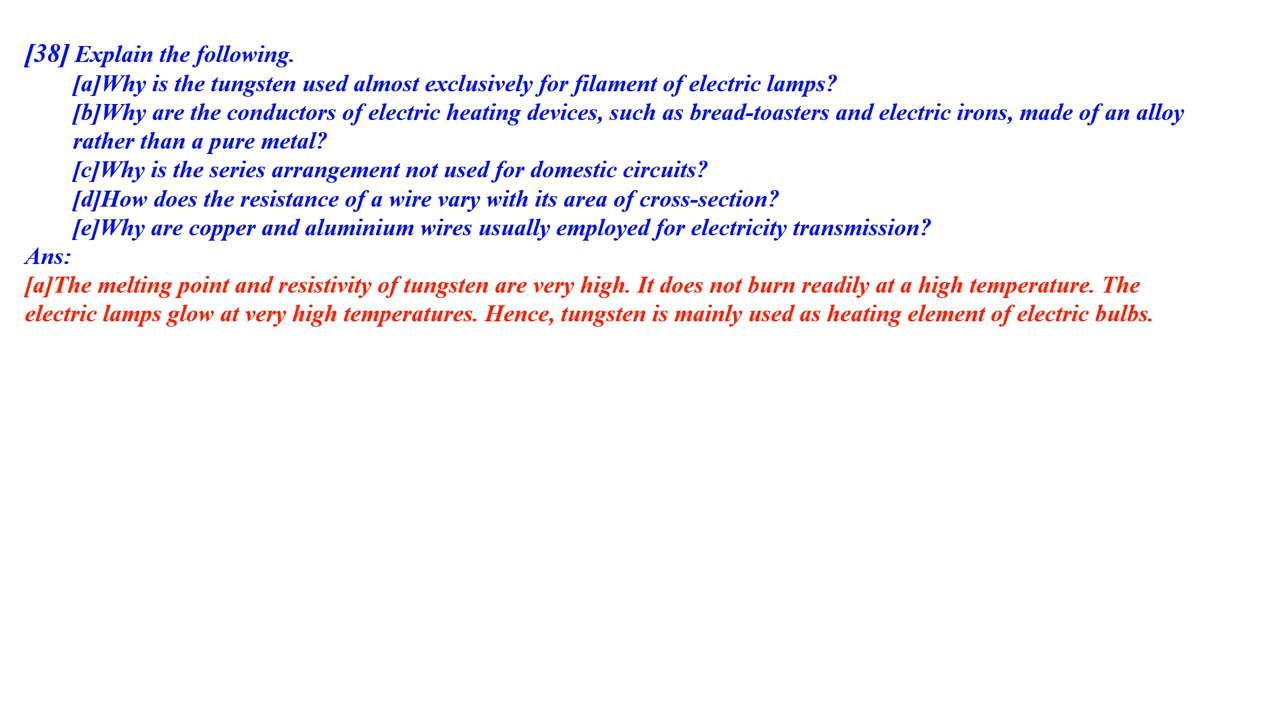 [38] Explain the following.
[a]Why is the tungsten used almost exclusively for filament of electric lamps?
[b]Why are the conductors of electric heating devices, such as bread-toasters and electric irons, made of an alloy
rather than a pure metal?
[c]Why is the series arrangement not used for domestic circuits?
[d]How does the resistance of a wire vary with its area of cross-section?
[e]Why are copper and aluminium wires usually employed for electricity transmission?
Ans:
[a]The melting point and resistivity of tungsten are very high. It does not burn readily at a high temperature. The
electric lamps glow at very high temperatures. Hence, tungsten is mainly used as heating element of electric bulbs.